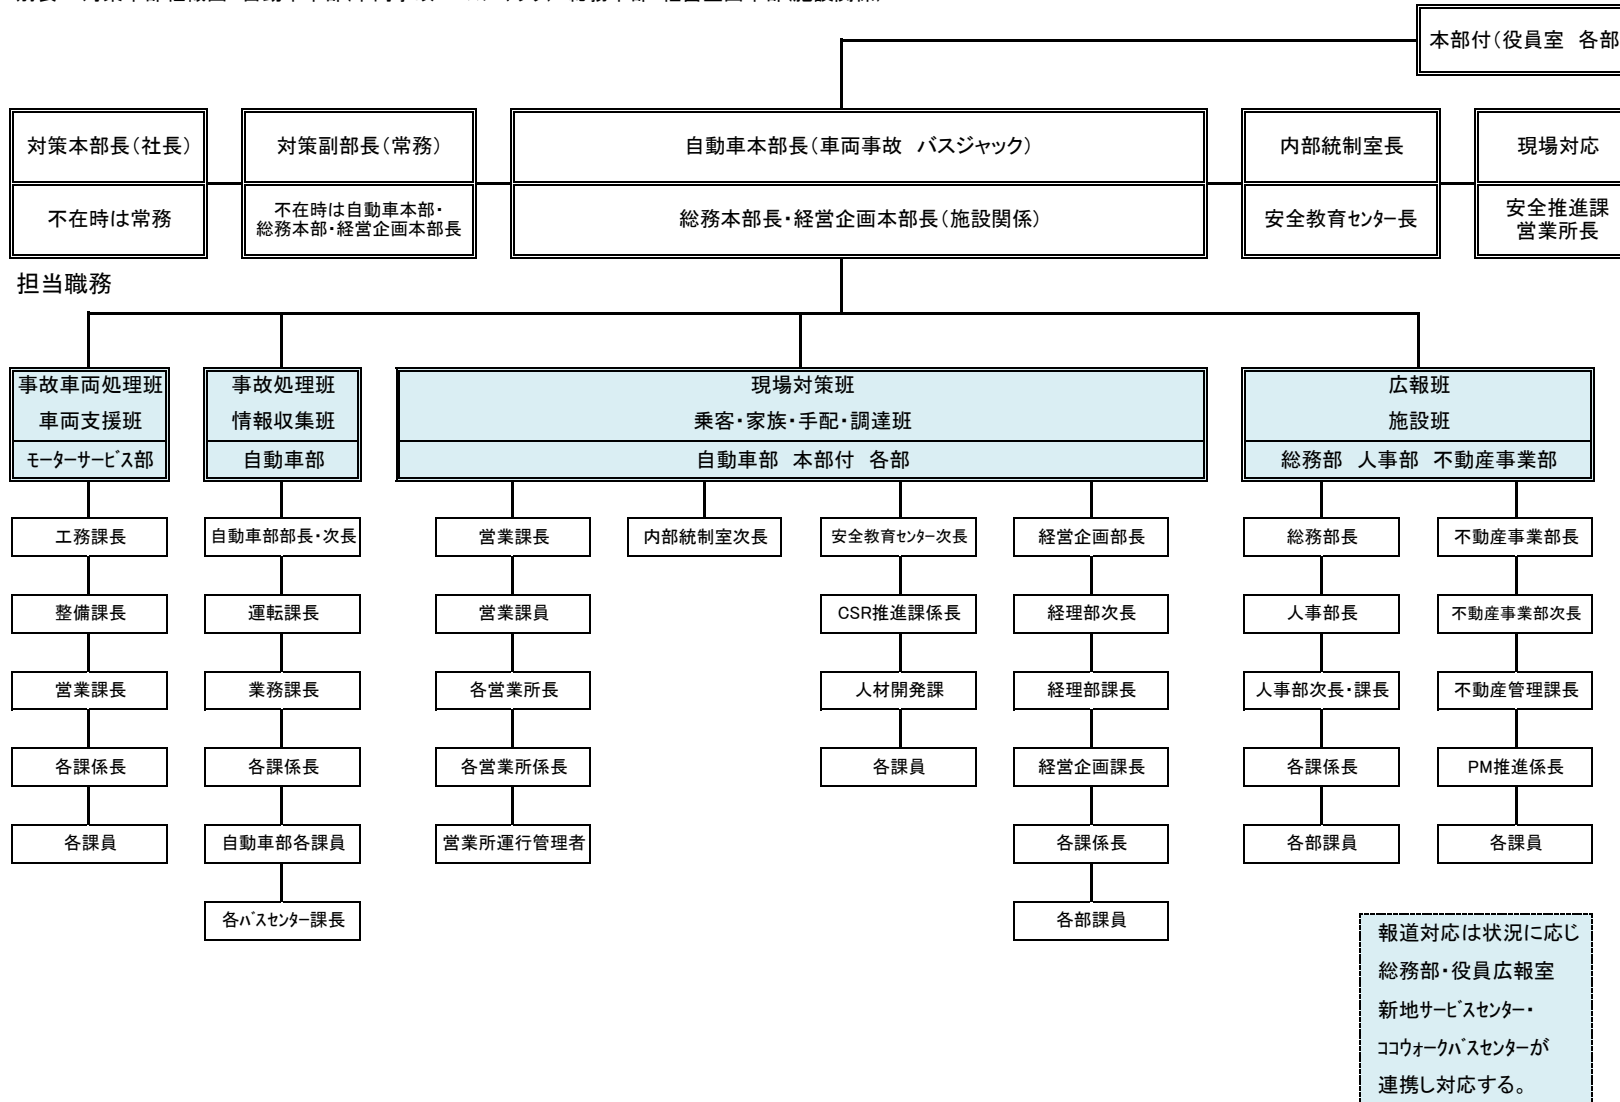 本部付(役員室 各部
対策本部長(社長)
不在時は常務
対策副部長(常務)
不在時は自動車本部・
総務本部・経営企画本部長
自動車本部長(車両事故 バスジャック)
総務本部長・経営企画本部長(施設関係)
内部統制室長
安全教育センター長
現場対応
安全推進課
営業所長
担当職務
事故車両処理班
車両支援班
モーターサービス部
工務課長
整備課長
営業課長
各課係長
各課員
事故処理班
情報収集班
自動車部
自動車部部長・次長
運転課長
業務課長
各課係長
自動車部各課員
各バスセンター課長
現場対策班
乗客・家族・手配・調達班
自動車部 本部付 各部
営業課長
営業課員
各営業所長
各営業所係長
営業所運行管理者
内部統制室次長
安全教育センター次長
CSR推進課係長
人材開発課
各課員
経営企画部長
経理部次長
経理部課長
経営企画課長
各課係長
各部課員
広報班
施設班
総務部 人事部 不動産事業部
総務部長
人事部長
人事部次長・課長
各課係長
各部課員
不動産事業部長
不動産事業部次長
不動産管理課長
PM推進係長
各課員
報道対応は状況に応じ
総務部・役員広報室
新地サービスセンター・
ココウォークバスセンターが
連携し対応する。